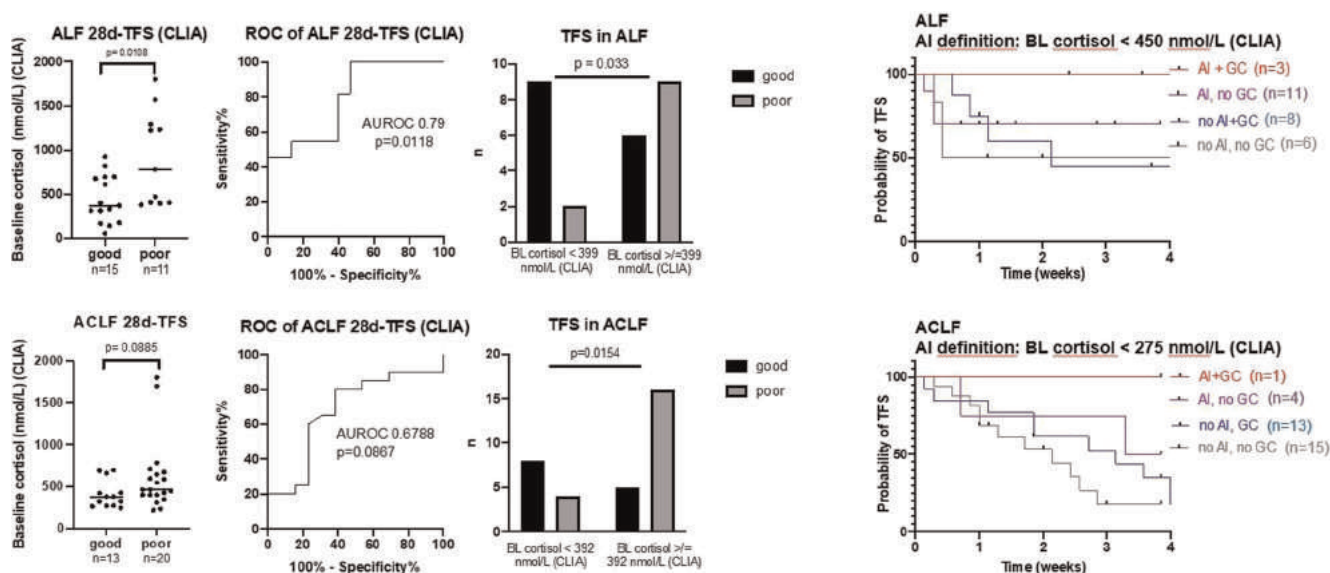 ALF 28d-TFS (CLIA)
p= 0.0108
Baseline cortisol (nmol/L) (CLIA)
2000
1500
1000
500
0
good
poor
n=15
n=11
ROC of ALF 28d-TFS (CLIA)
Sensitivity%
100
80
60
40
20
0
AUROC 0.79
p=0.0118
0 20 40 60 80 100
100% - Specificity%
TFS in ALF
p = 0.033
good
poor
n
10
8
6
4
2
0
BL cortisol < 399
nmol/L (CLIA)
BL cortisol >/=399
nmol/L (CLIA)
ALF
AI definition: BL cortisol < 450 nmol/L (CLIA)
Probability of TFS
100
50
0
AI + GC (n=3)
AI, no GC (n=11)
no AI+GC (n=8)
no AI, no GC (n=6)
0 1 2 3 4
Time (weeks)
ACLF 28d-TFS
p= 0.0885
Baseline cortisol (nmol/L) (CLIA)
2000
1500
1000
500
0
good
poor
n=13
n=20
ROC of ACLF 28d-TFS (CLIA)
Sensitivity%
100
80
60
40
20
0
AUROC 0.6788
p=0.0867
0 20 40 60 80 100
100% - Specificity%
TFS in ACLF
p=0.0154
good
poor
n
20
15
10
5
0
BL cortisol < 392
nmol/L (CLIA)
BL cortisol >/=
392 nmol/L (CLIA)
ACLF
AI definition: BL cortisol < 275 nmol/L (CLIA)
Probability of TFS
100
50
0
AI+GC (n=1)
AI, no GC (n=4)
no AI, GC (n=13)
no AI, no GC (n=15)
0 1 2 3 4
Time (weeks)